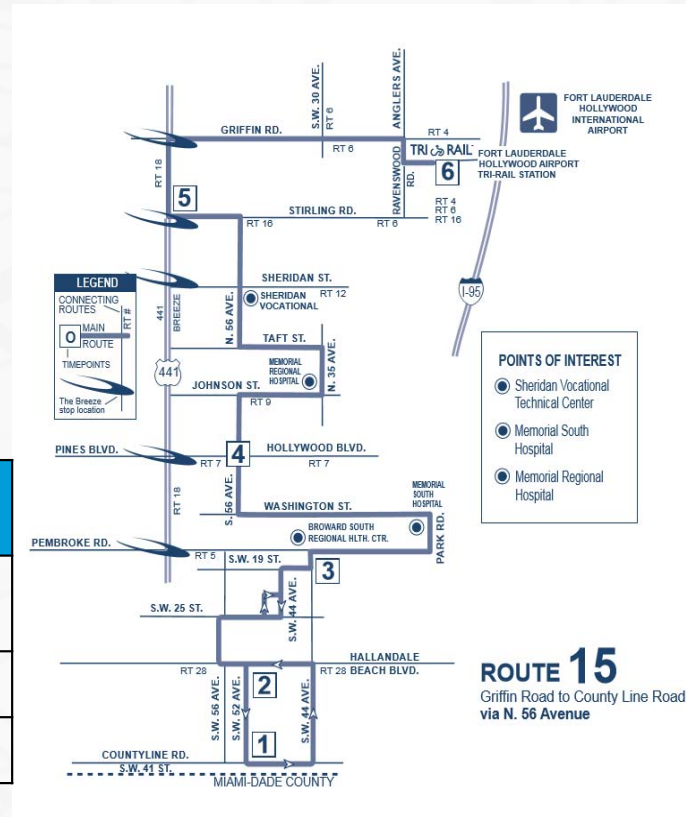 S.W. 30 AVE.
RT 6
ANGLERS AVE.
FORT LAUDERDALE
HOLLYWOOD
INTERNATIONAL
AIRPORT
GRIFFIN RD.
RT 6
RT 4
TRI RAIL
FORT LAUDERDALE
HOLLYWOOD AIRPORT
TRI-RAIL STATION
6
RAVENSWOOD
RD.
RT 4
RT 6
RT 16
RT 18
5
STIRLING RD.
RT 16
RT 6
SHERIDAN ST.
RT 12
SHERIDAN
VOCATIONAL
N. 56 AVE.
I-95
LEGEND
CONNECTING
ROUTES
RT #
0
MAIN
ROUTE
TIMEPOINTS
The Breeze
stop location
441
BREEZE
441
TAFT ST.
MEMORIAL
REGIONAL
HOSPITAL
N. 35 AVE.
JOHNSON ST.
RT 9
POINTS OF INTEREST
Sheridan Vocational
Technical Center
Memorial South
Hospital
Memorial Regional
Hospital
PINES BLVD.
RT 7
4
HOLLYWOOD BLVD.
RT 7
RT 18
S. 56 AVE.
WASHINGTON ST.
MEMORIAL
SOUTH
HOSPITAL
BROWARD SOUTH
REGIONAL HLTH. CTR.
PARK RD.
PEMBROKE RD.
RT 5
S.W. 19 ST.
3
S.W. 25 ST.
S.W. 44 AVE.
HALLANDALE
BEACH BLVD.
RT 28
RT 28
2
S.W. 56 AVE.
S.W. 52 AVE.
S.W. 44 AVE.
1
COUNTYLINE RD.
S.W. 41 ST.
MIAMI-DADE COUNTY
ROUTE 15
Griffin Road to County Line Road
via N. 56 Avenue